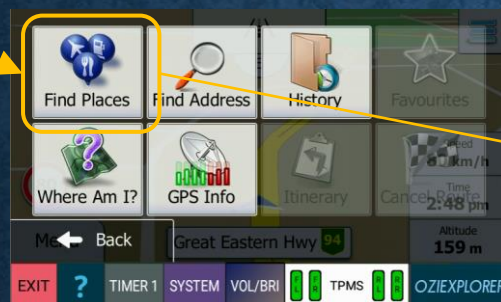 Find Places
Find Address
History
Favourites
Where Am I?
GPS Info
Itinerary
Cancel Route
Speed
km/h
Time
2:48 pm
Back
Great Eastern Hwy 94
Altitude
159 m
EXIT ? TIMER 1 SYSTEM VOL/BRI F L F R TPMS R L R R OZIEXPLORER